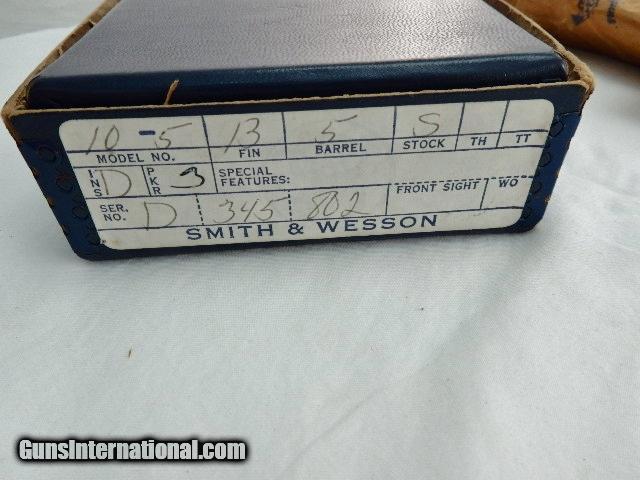 10-5 13 5 S
MODEL NO. FIN BARREL STOCK TH TT
INS D PKR 3 SPECIAL FEATURES:
FRONT SIGHT WO
SER. NO. D 345 802
SMITH & WESSON
GunsInternational.com